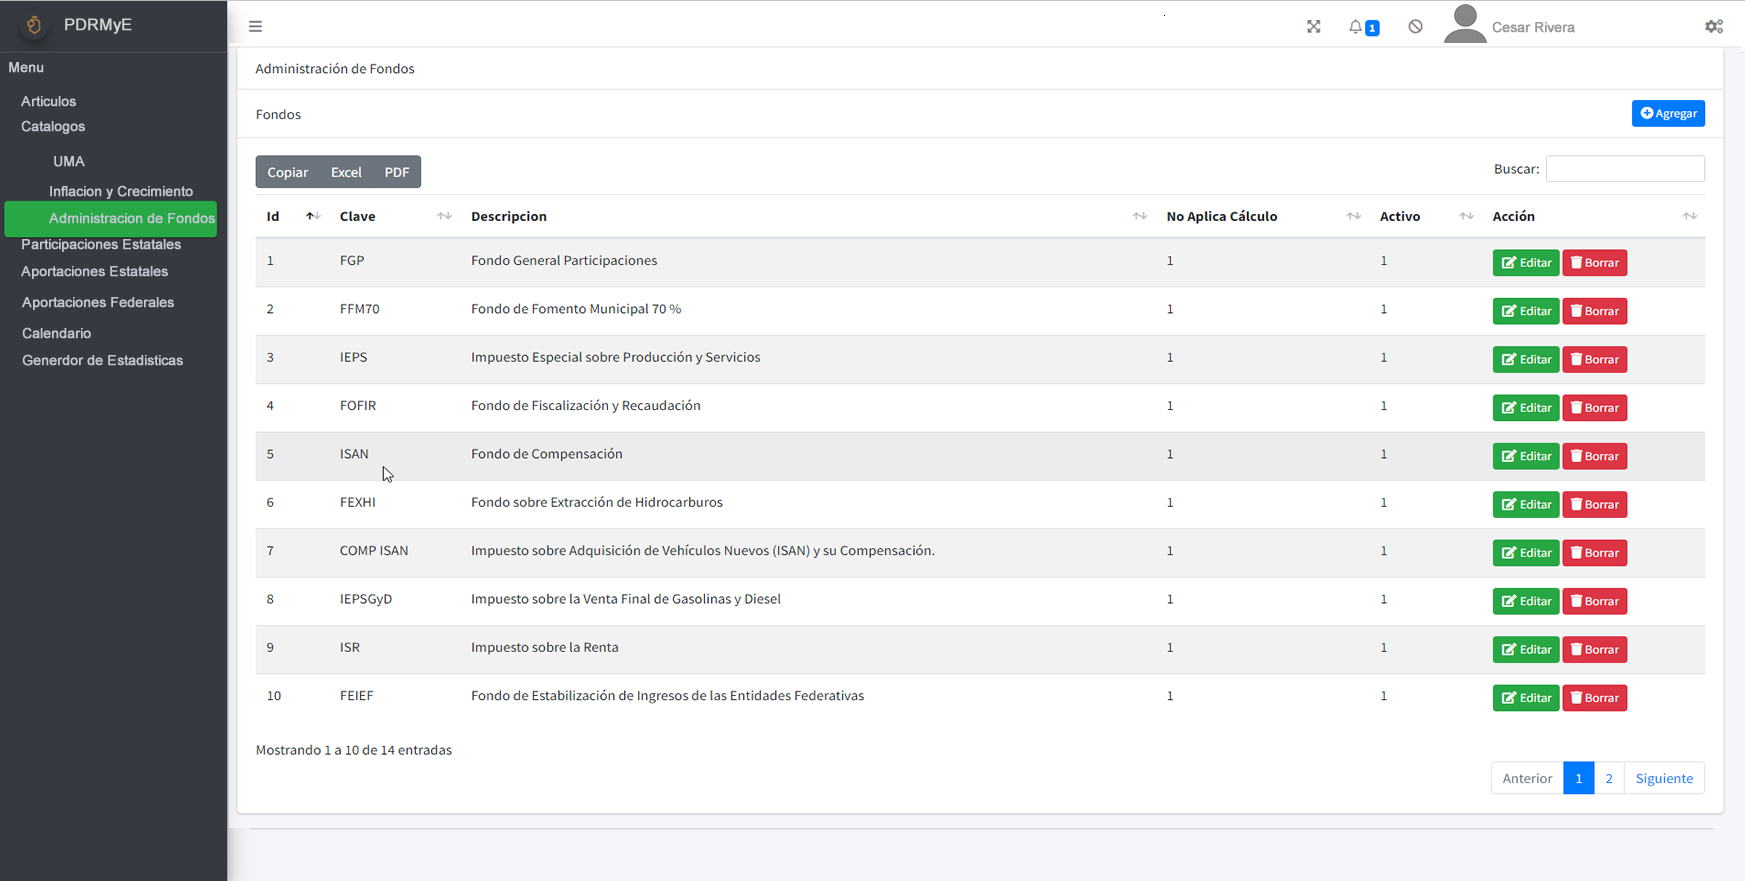 PDRMyE
1
Cesar Rivera
Menu
Articulos
Catalogos
UMA
Inflacion y Crecimiento
Administracion de Fondos
Participaciones Estatales
Aportaciones Estatales
Aportaciones Federales
Calendario
Generdor de Estadisticas
Administración de Fondos
Fondos
Agregar
Copiar Excel PDF
Buscar:
Id Clave Descripcion No Aplica Cálculo Activo Acción
1 FGP Fondo General Participaciones 1 1 Editar Borrar
2 FFM70 Fondo de Fomento Municipal 70 % 1 1 Editar Borrar
3 IEPS Impuesto Especial sobre Producción y Servicios 1 1 Editar Borrar
4 FOFIR Fondo de Fiscalización y Recaudación 1 1 Editar Borrar
5 ISAN Fondo de Compensación 1 1 Editar Borrar
6 FEXHI Fondo sobre Extracción de Hidrocarburos 1 1 Editar Borrar
7 COMP ISAN Impuesto sobre Adquisición de Vehículos Nuevos (ISAN) y su Compensación. 1 1 Editar Borrar
8 IEPSGyD Impuesto sobre la Venta Final de Gasolinas y Diesel 1 1 Editar Borrar
9 ISR Impuesto sobre la Renta 1 1 Editar Borrar
10 FEIEF Fondo de Estabilización de Ingresos de las Entidades Federativas 1 1 Editar Borrar
Mostrando 1 a 10 de 14 entradas
Anterior 1 2 Siguiente